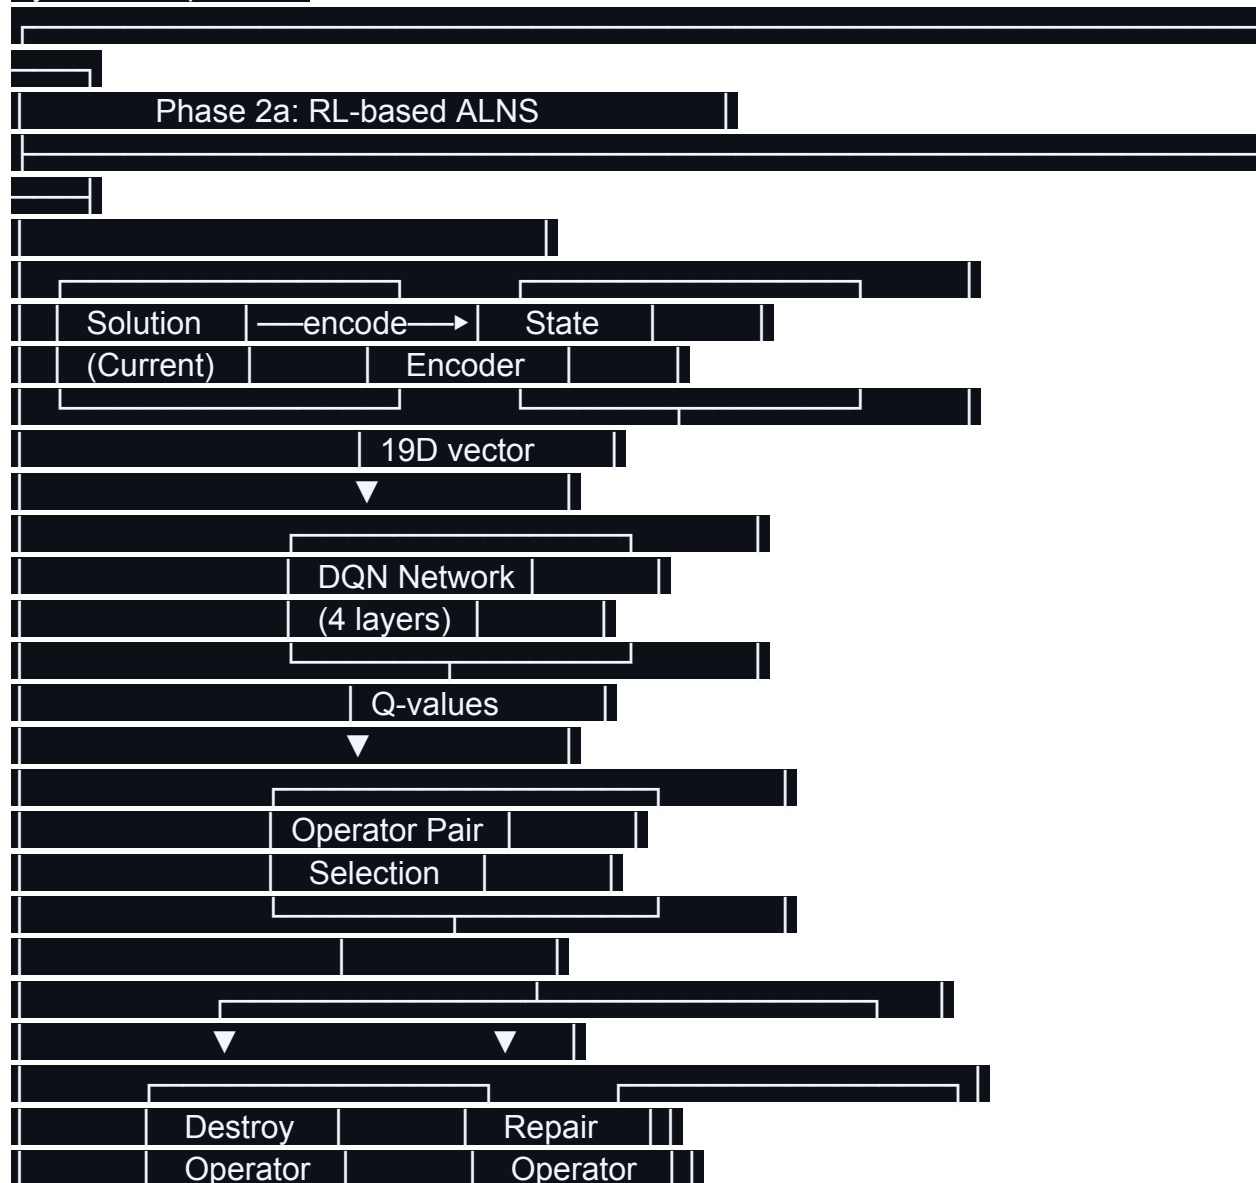 Phase 2a: RL-based ALNS
Solution ──encode──▶ State
(Current) Encoder
19D vector
▼
DQN Network
(4 layers)
Q-values
▼
Operator Pair
Selection
▼ ▼
Destroy Repair
Operator Operator